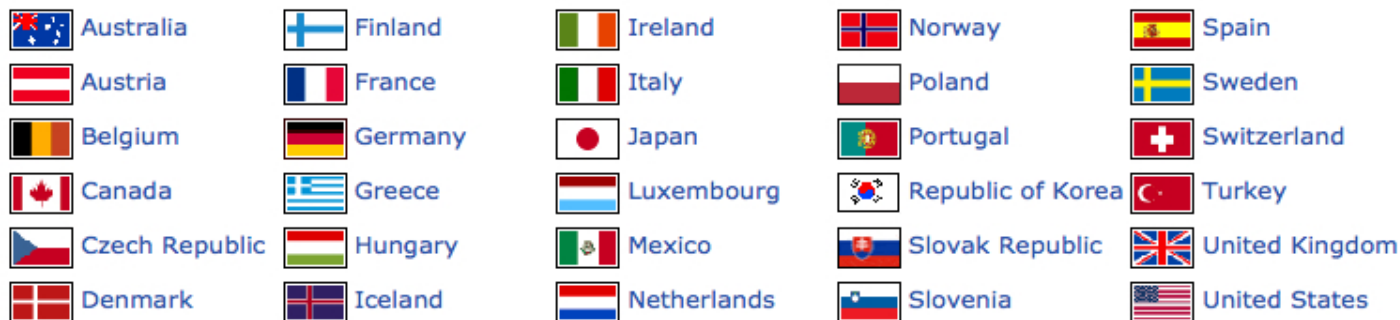 Australia
Austria
Belgium
Canada
Czech Republic
Denmark
Finland
France
Germany
Greece
Hungary
Iceland
Ireland
Italy
Japan
Luxembourg
Mexico
Netherlands
Norway
Poland
Portugal
Republic of Korea
Slovak Republic
Slovenia
Spain
Sweden
Switzerland
Turkey
United Kingdom
United States